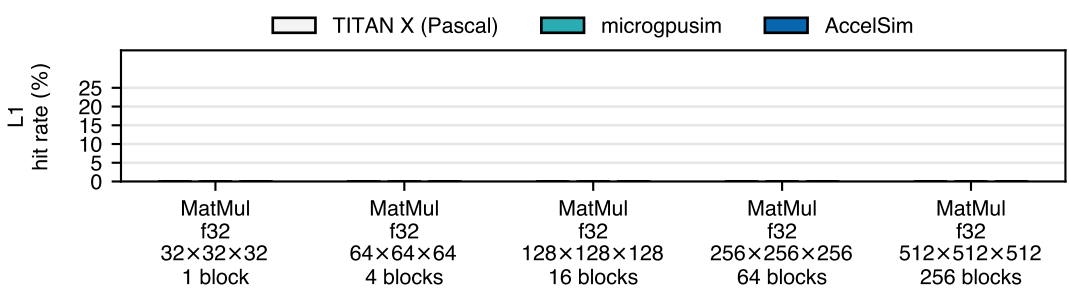 TITAN X (Pascal) microgpusim AccelSim
L1
hit rate (%)
25
20
15
10
5
0
MatMul MatMul MatMul MatMul MatMul
f32 f32 f32 f32 f32
32×32×32 64×64×64 128×128×128 256×256×256 512×512×512
1 block 4 blocks 16 blocks 64 blocks 256 blocks